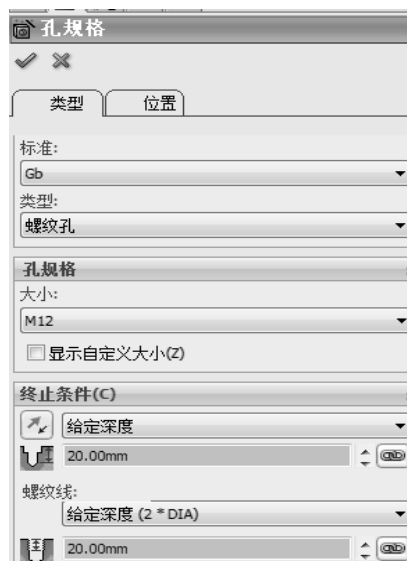 孔规格
类型
位置
标准:
Gb
类型:
螺纹孔
孔规格
大小:
M12
显示自定义大小(Z)
终止条件(C)
给定深度
20.00mm
螺纹线:
给定深度 (2 * DIA)
20.00mm